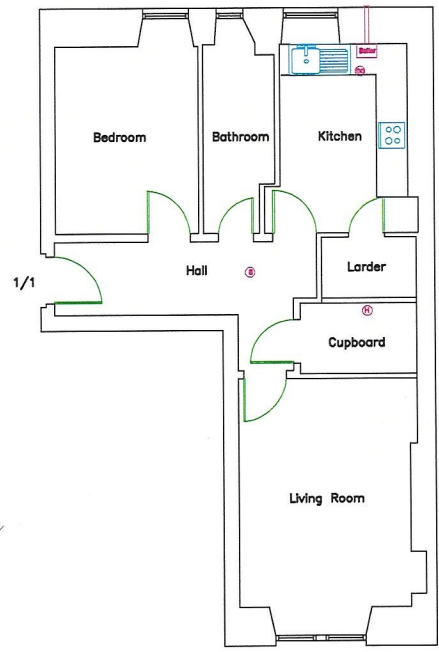 Boiler
Bedroom
Bathroom
Kitchen
Hall
S
Larder
1/1
H
Cupboard
Living Room